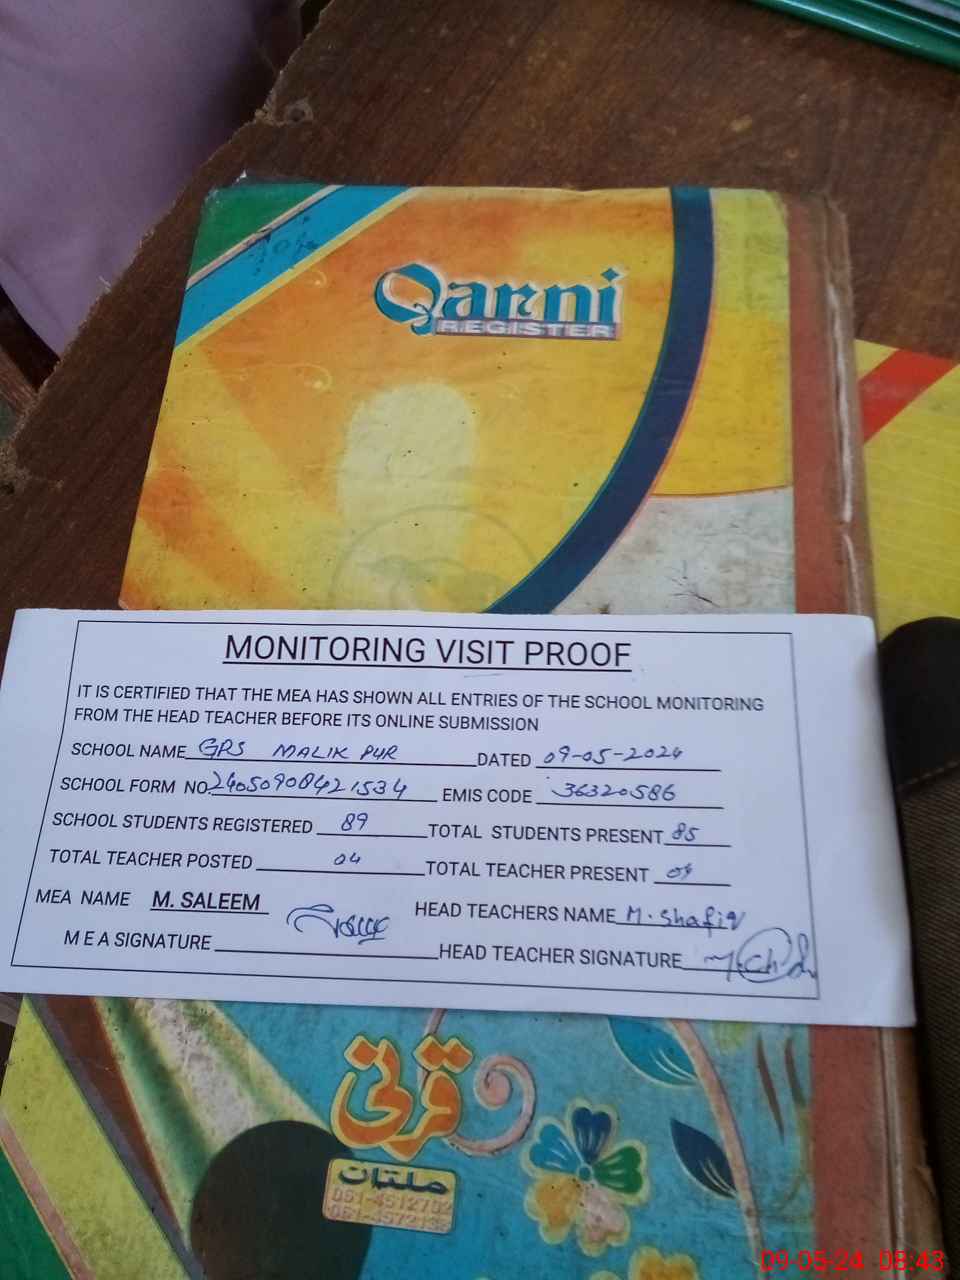 Qarni
REGISTER
MONITORING VISIT PROOF
IT IS CERTIFIED THAT THE MEA HAS SHOWN ALL ENTRIES OF THE SCHOOL MONITORING
FROM THE HEAD TEACHER BEFORE ITS ONLINE SUBMISSION
SCHOOL NAME GPS MALIK PUR DATED 09-05-2024
SCHOOL FORM NO. 24050908421534 EMIS CODE 36320586
SCHOOL STUDENTS REGISTERED 89 TOTAL STUDENTS PRESENT 85
TOTAL TEACHER POSTED 04 TOTAL TEACHER PRESENT 04
MEA NAME M. SALEEM HEAD TEACHERS NAME M. Shafiq
M E A SIGNATURE HEAD TEACHER SIGNATURE
قرنی
ملتان
061-4512702
09-05-24 08:43